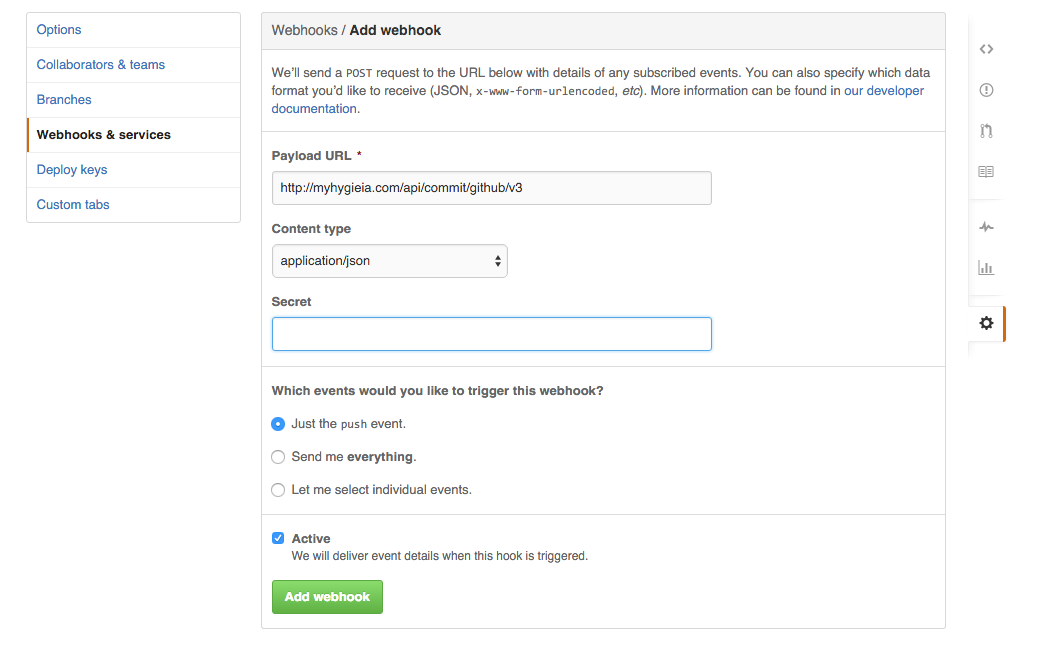 Options
Collaborators & teams
Branches
Webhooks & services
Deploy keys
Custom tabs
Webhooks / Add webhook
We'll send a POST request to the URL below with details of any subscribed events. You can also specify which data
format you'd like to receive (JSON, x-www-form-urlencoded, etc). More information can be found in our developer
documentation.
Payload URL *
http://myhygieia.com/api/commit/github/v3
Content type
application/json
Secret
Which events would you like to trigger this webhook?
Just the push event.
Send me everything.
Let me select individual events.
Active
We will deliver event details when this hook is triggered.
Add webhook